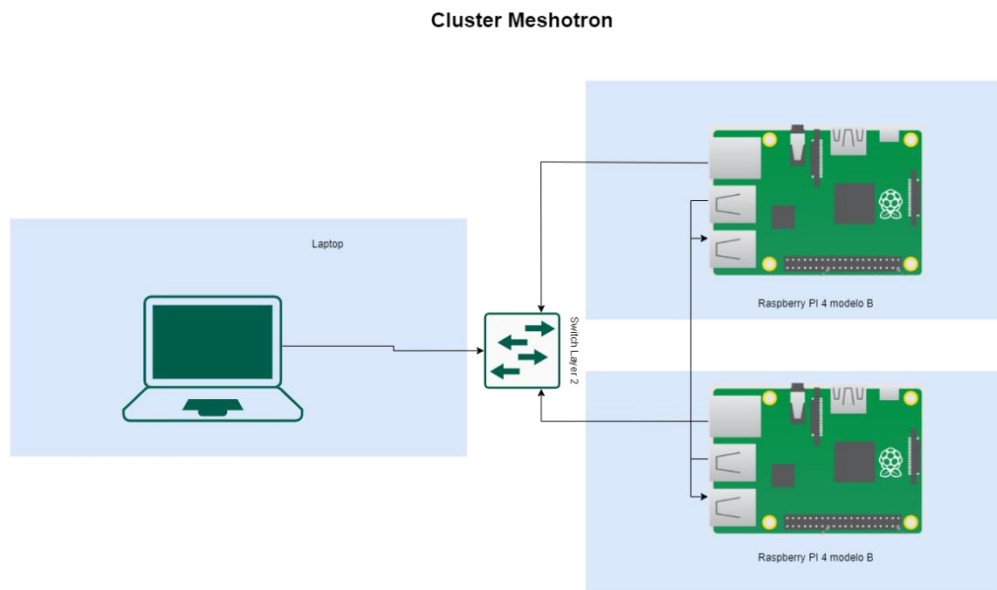 Cluster Meshotron
Laptop
Switch Layer 2
Raspberry PI 4 modelo B
Raspberry PI 4 modelo B